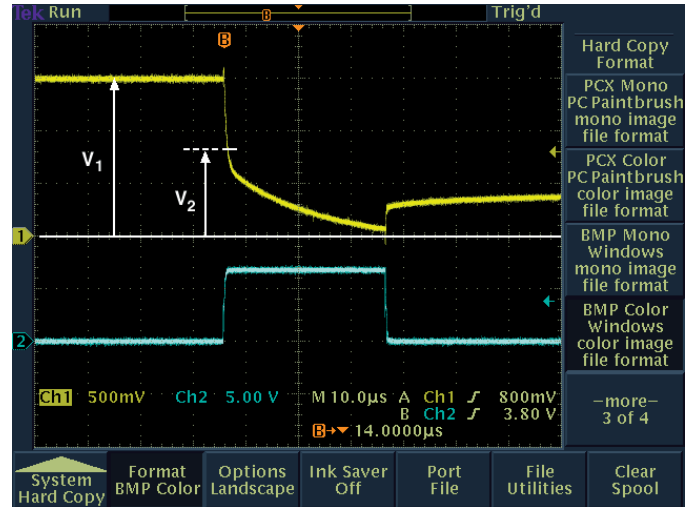 Tek Run
B
Trig'd
B
V1
V2
1
2
Ch1 500mV Ch2 5.00 V M 10.0µs A Ch1 ƒ 800mV
B Ch2 ƒ 3.80 V
B→▼ 14.0000µs
Hard Copy
Format
PCX Mono
PC Paintbrush
mono image
file format
PCX Color
PC Paintbrush
color image
file format
BMP Mono
Windows
mono image
file format
BMP Color
Windows
color image
file format
–more–
3 of 4
System
Hard Copy
Format
BMP Color
Options
Landscape
Ink Saver
Off
Port
File
File
Utilities
Clear
Spool